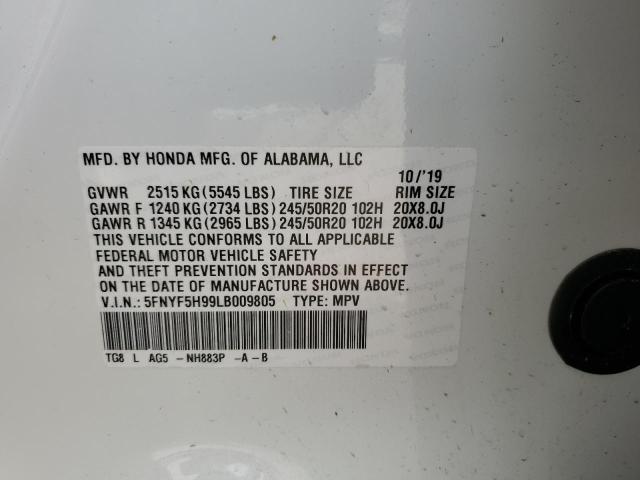 MFD. BY HONDA MFG. OF ALABAMA, LLC
10/'19
GVWR 2515 KG(5545 LBS) TIRE SIZE RIM SIZE
GAWR F 1240 KG(2734 LBS)245/50R20 102H 20X8.0J
GAWR R 1345 KG(2965 LBS)245/50R20 102H 20X8.0J
THIS VEHICLE CONFORMS TO ALL APPLICABLE
FEDERAL MOTOR VEHICLE SAFETY
AND THEFT PREVENTION STANDARDS IN EFFECT
ON THE DATE OF MANUFACTURE SHOWN ABOVE.
V.I.N.: 5FNYF5H99LB009805 TYPE: MPV
TG8 L AG5 -NH883P -A-B